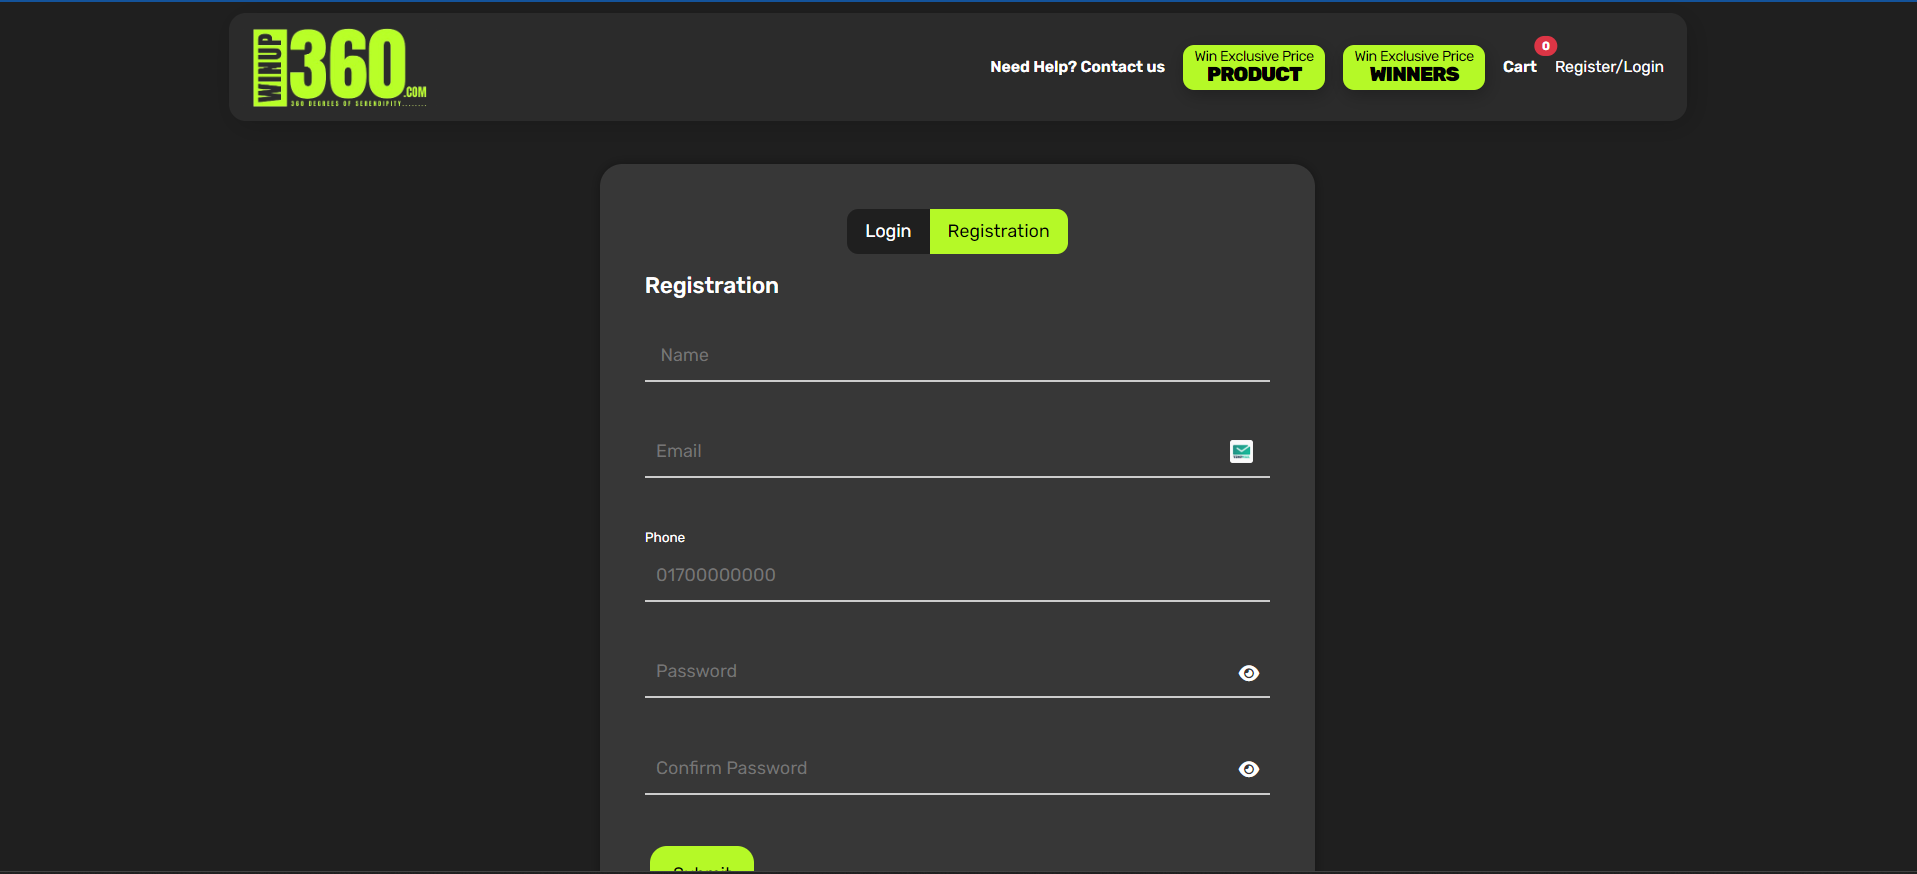 WINUP
360
.COM
360 DEGREES OF SERENDIPITY........
Need Help? Contact us
Win Exclusive Price
PRODUCT
Win Exclusive Price
WINNERS
Cart
0
Register/Login
Login
Registration
Registration
Name
Email
Phone
01700000000
Password
Confirm Password
Submit